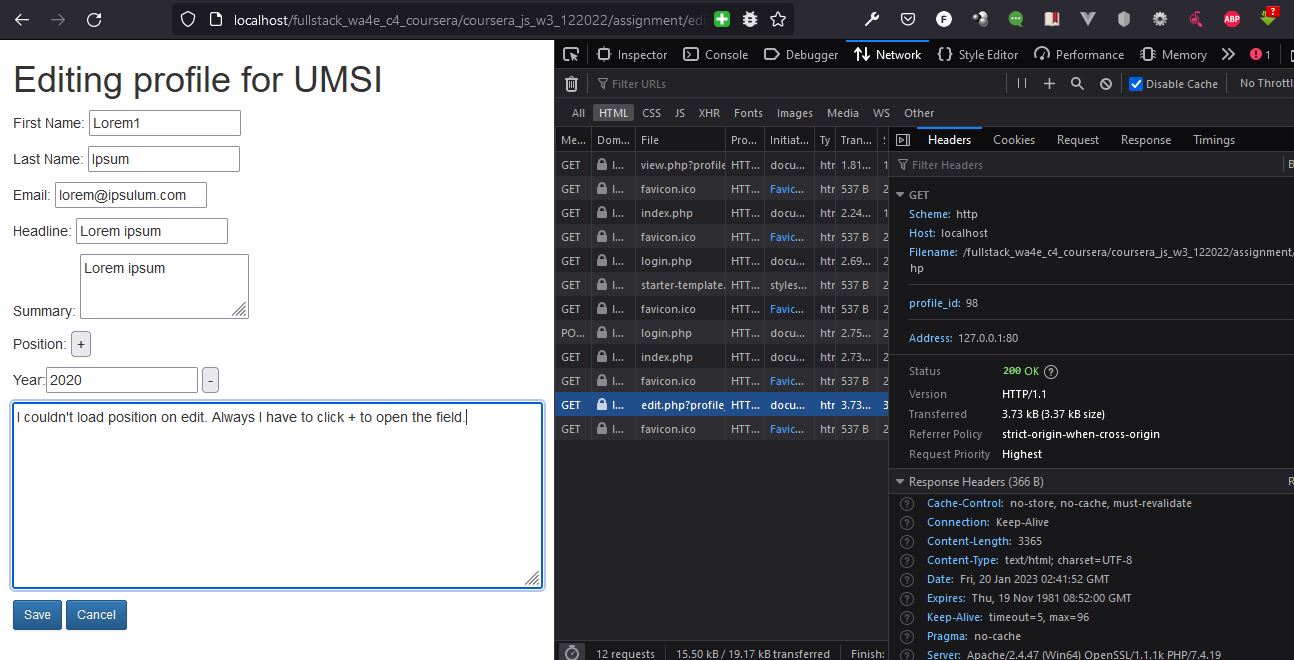 localhost/fullstack_wa4e_c4_coursera/coursera_js_w3_122022/assignment/edi
Editing profile for UMSI
First Name: Lorem1
Last Name: Ipsum
Email: lorem@ipsulum.com
Headline: Lorem ipsum
Lorem ipsum
Summary:
Position: +
Year: 2020 -
I couldn't load position on edit. Always I have to click + to open the field.
Save Cancel
F
ABP
?
Inspector Console Debugger Network Style Editor Performance Memory 1
Filter URLs Disable Cache No Throttl
All HTML CSS JS XHR Fonts Images Media WS Other
Me... Dom... File Pro... Initiat... Ty Tran...
GET l... view.php?profile HTT... docu... htr 1.81...
GET l... favicon.ico HTT... Favic... htr 537 B 2
GET l... index.php HTT... docu... htr 2.24...
GET l... favicon.ico HTT... Favic... htr 537 B 2
GET l... login.php HTT... docu... htr 2.69...
GET l... starter-template. HTT... styles... htr 537 B 2
GET l... favicon.ico HTT... Favic... htr 537 B 2
PO... l... login.php HTT... docu... htr 2.75...
GET l... index.php HTT... docu... htr 2.73...
GET l... favicon.ico HTT... Favic... htr 537 B 2
GET l... edit.php?profile_ HTT... docu... htr 3.73... 3
GET l... favicon.ico HTT... Favic... htr 537 B 2
12 requests 15.50 kB / 19.17 kB transferred Finish:
Headers Cookies Request Response Timings
Filter Headers B
GET
Scheme: http
Host: localhost
Filename: /fullstack_wa4e_c4_coursera/coursera_js_w3_122022/assignment/
hp
profile_id: 98
Address: 127.0.0.1:80
Status 200 OK ?
Version HTTP/1.1
Transferred 3.73 kB (3.37 kB size)
Referrer Policy strict-origin-when-cross-origin
Request Priority Highest
Response Headers (366 B) R
? Cache-Control: no-store, no-cache, must-revalidate
? Connection: Keep-Alive
? Content-Length: 3365
? Content-Type: text/html; charset=UTF-8
? Date: Fri, 20 Jan 2023 02:41:52 GMT
? Expires: Thu, 19 Nov 1981 08:52:00 GMT
? Keep-Alive: timeout=5, max=96
? Pragma: no-cache
? Server: Apache/2.4.47 (Win64) OpenSSL/1.1.1k PHP/7.4.19